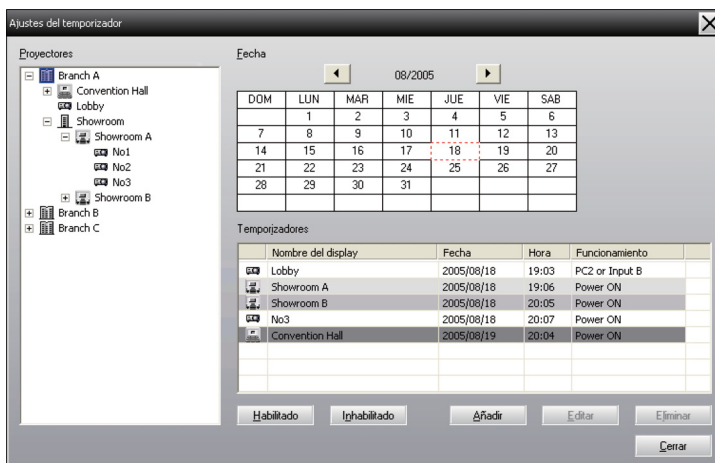 Ajustes del temporizador
Proyectores
Branch A
Convention Hall
Lobby
Showroom
Showroom A
No1
No2
No3
Showroom B
Branch B
Branch C
Fecha
08/2005
DOM LUN MAR MIE JUE VIE SAB
1 2 3 4 5 6
7 8 9 10 11 12 13
14 15 16 17 18 19 20
21 22 23 24 25 26 27
28 29 30 31
Temporizadores
Nombre del display Fecha Hora Funcionamiento
Lobby 2005/08/18 19:03 PC2 or Input B
Showroom A 2005/08/18 19:06 Power ON
Showroom B 2005/08/18 20:05 Power ON
No3 2005/08/18 20:07 Power ON
Convention Hall 2005/08/19 20:04 Power ON
Habilitado Inhabilitado Añadir Editar Eliminar
Cerrar